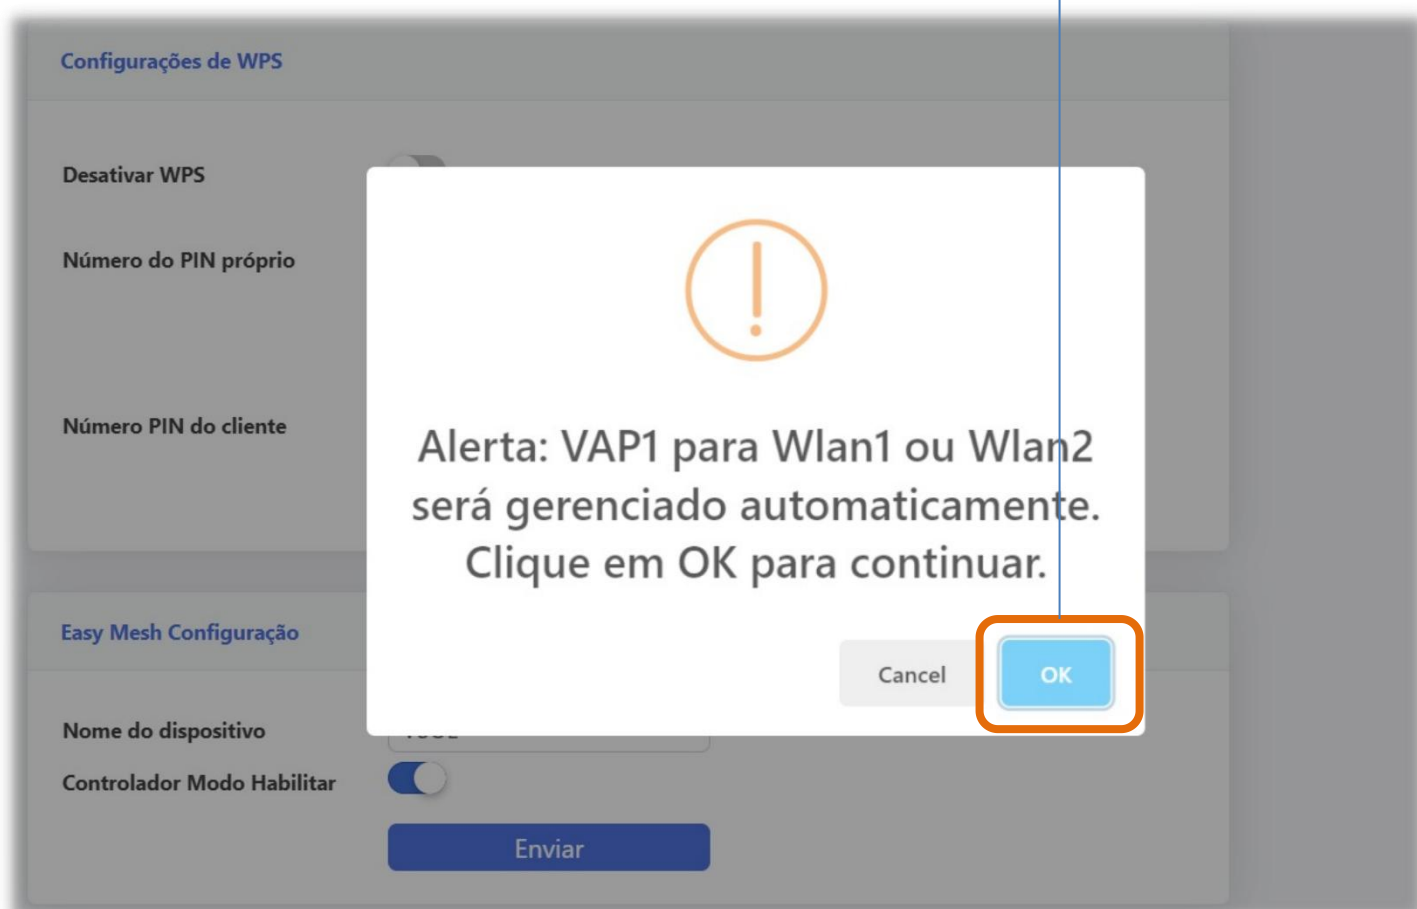 Configurações de WPS
Desativar WPS
Número do PIN próprio
Número PIN do cliente
Alerta: VAP1 para Wlan1 ou Wlan2
será gerenciado automaticamente.
Clique em OK para continuar.
Cancel
OK
Easy Mesh Configuração
Nome do dispositivo
Controlador Modo Habilitar
Enviar